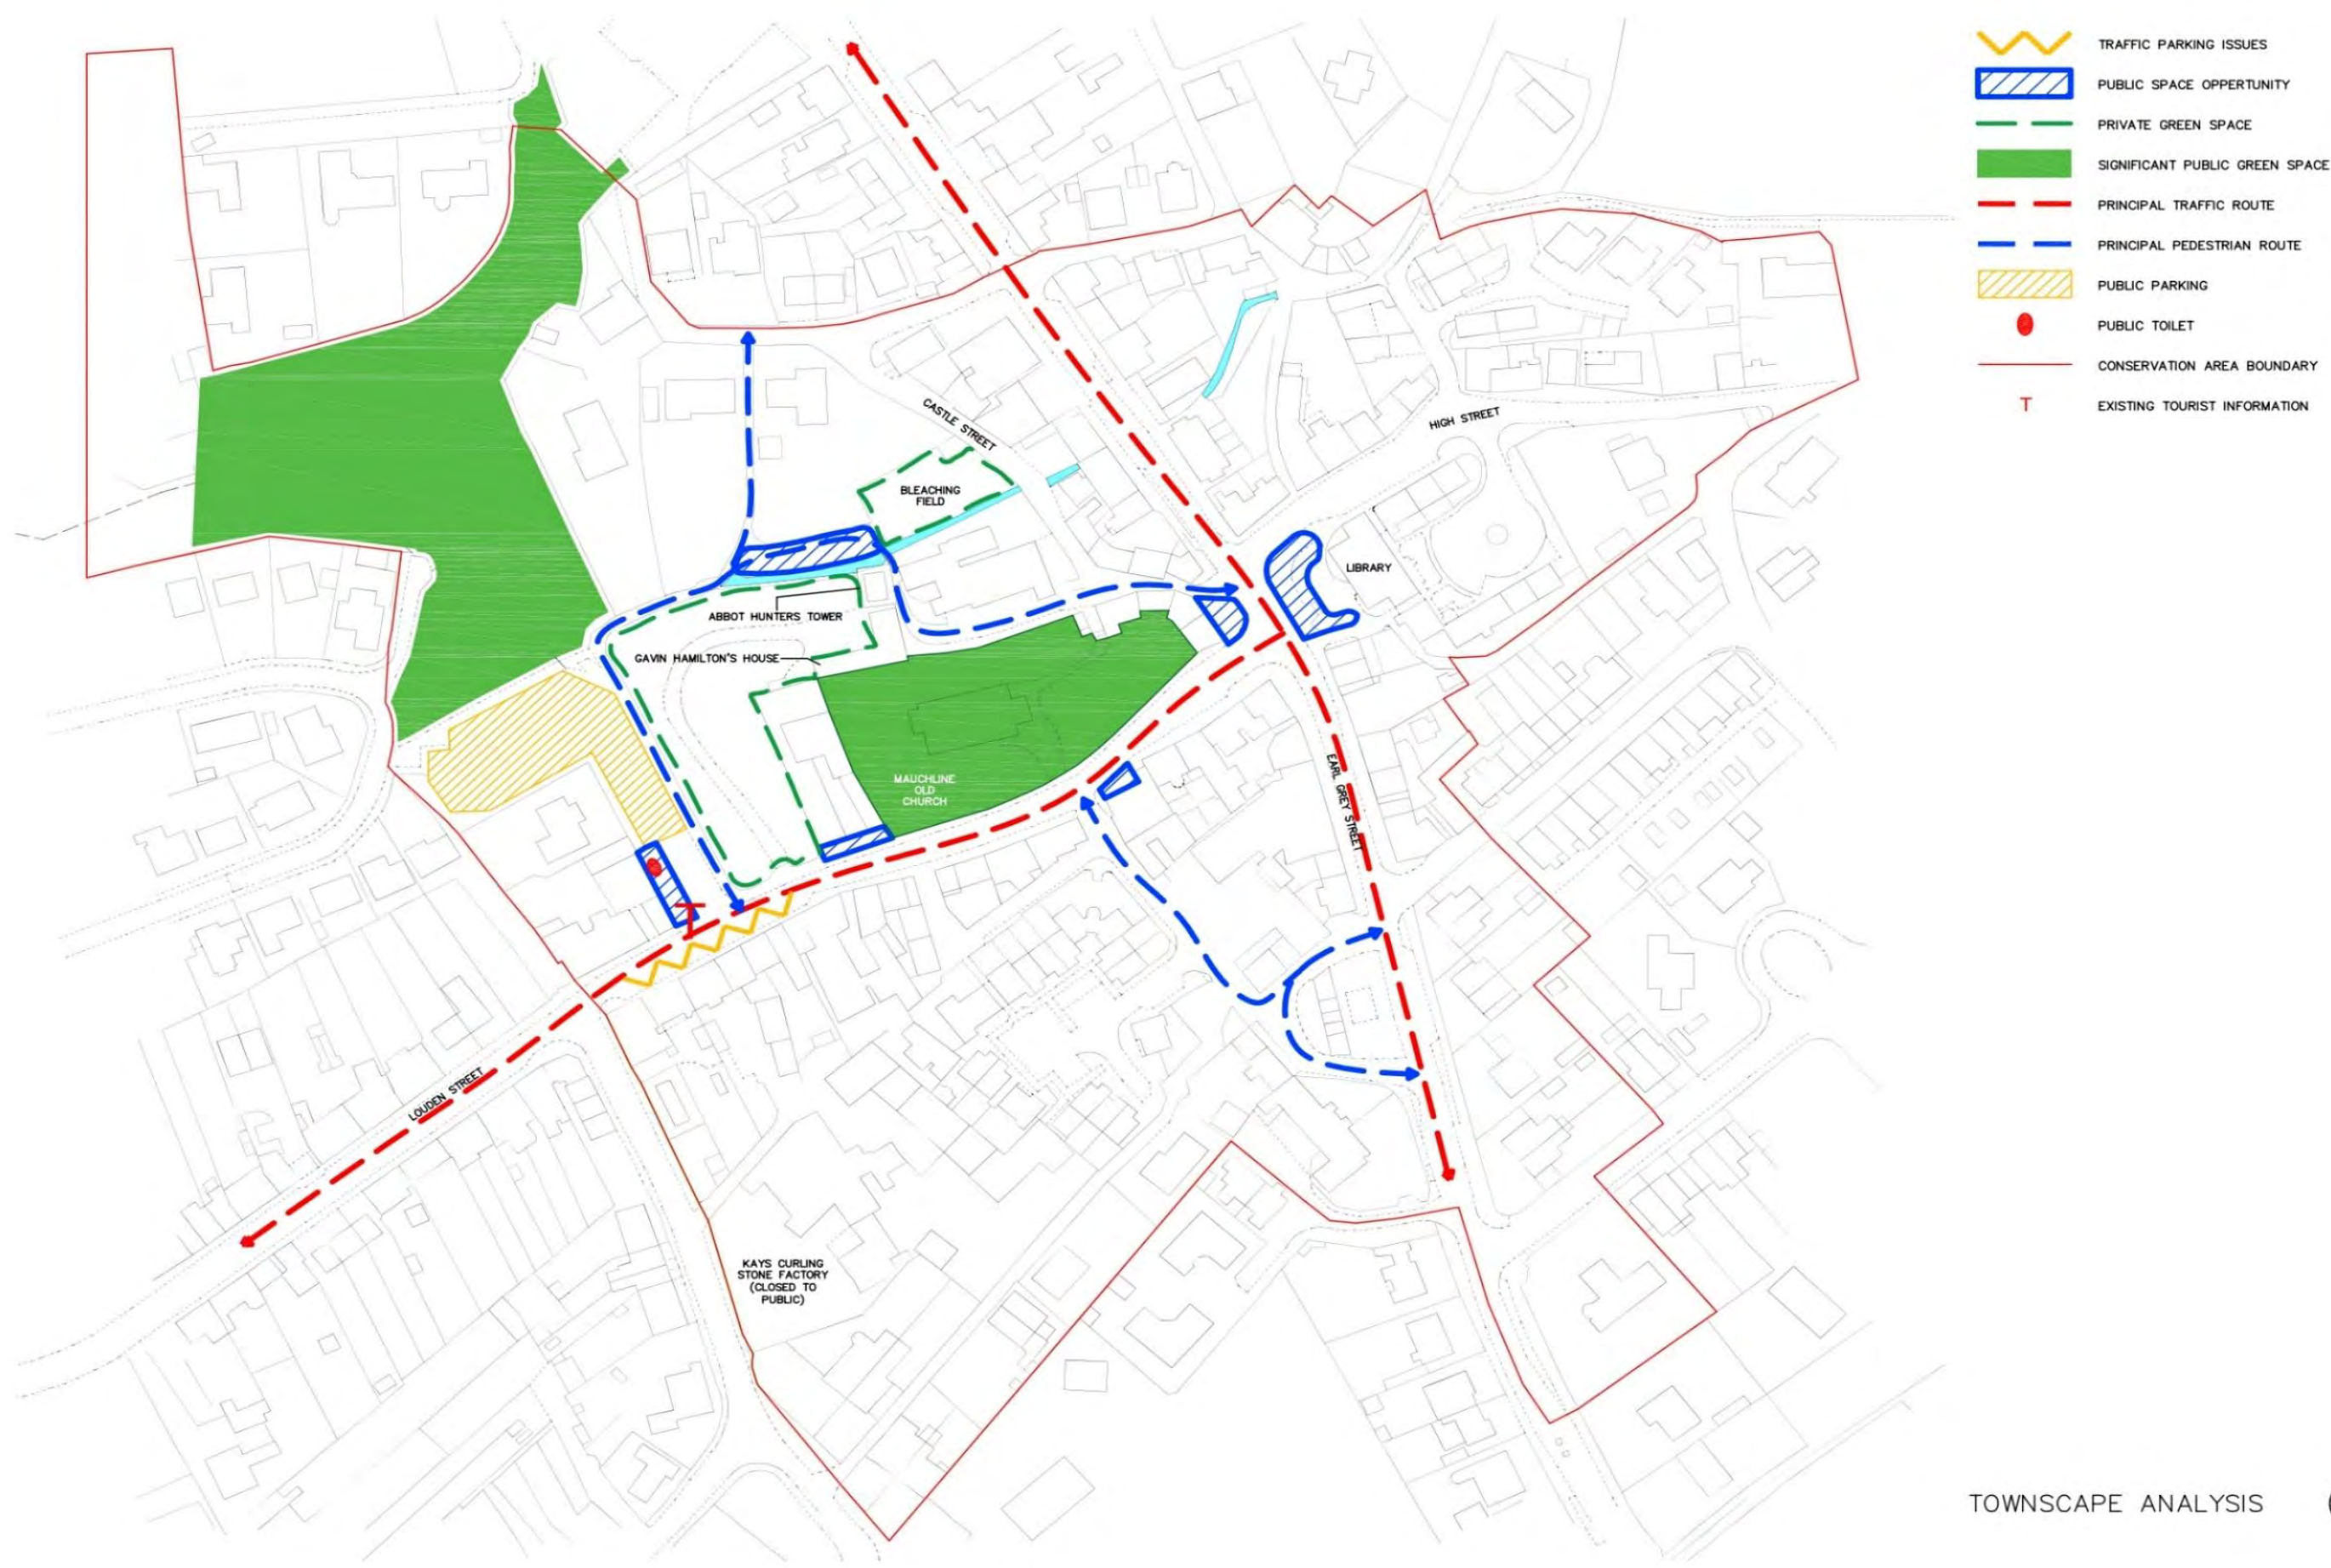 TRAFFIC PARKING ISSUES
PUBLIC SPACE OPPERTUNITY
PRIVATE GREEN SPACE
SIGNIFICANT PUBLIC GREEN SPACE
PRINCIPAL TRAFFIC ROUTE
PRINCIPAL PEDESTRIAN ROUTE
PUBLIC PARKING
PUBLIC TOILET
CONSERVATION AREA BOUNDARY
T EXISTING TOURIST INFORMATION
CASTLE STREET
HIGH STREET
BLEACHING
FIELD
LIBRARY
ABBOT HUNTERS TOWER
GAVIN HAMILTON'S HOUSE
MAUCHLINE
OLD
CHURCH
EARL GREY STREET
T
LOUDEN STREET
KAYS CURLING
STONE FACTORY
(CLOSED TO
PUBLIC)
TOWNSCAPE ANALYSIS